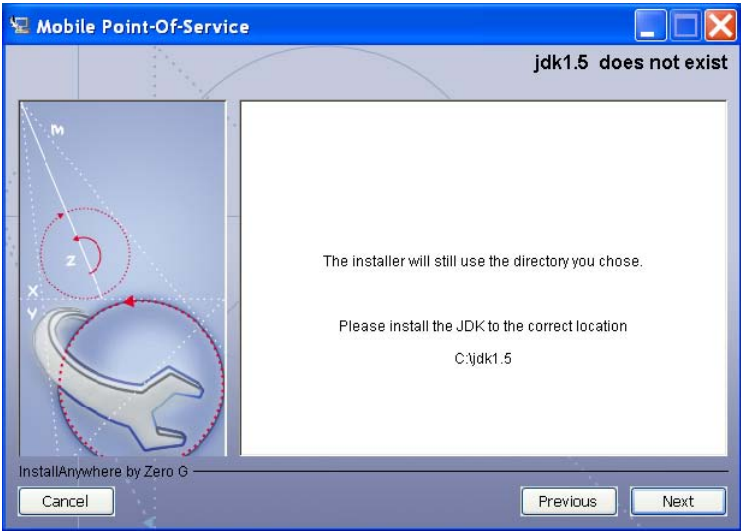 Mobile Point-Of-Service
jdk1.5 does not exist
M
Z
X
Y
The installer will still use the directory you chose.
Please install the JDK to the correct location
C:\jdk1.5
InstallAnywhere by Zero G
Cancel
Previous
Next